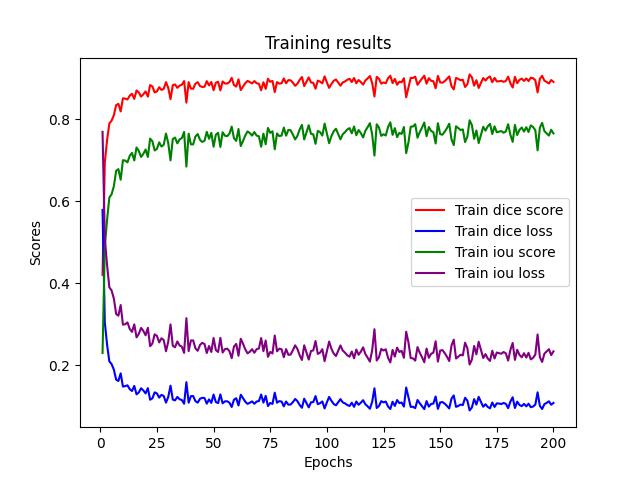 Training results
Scores
0.8
0.6
0.4
0.2
Train dice score
Train dice loss
Train iou score
Train iou loss
0 25 50 75 100 125 150 175 200
Epochs